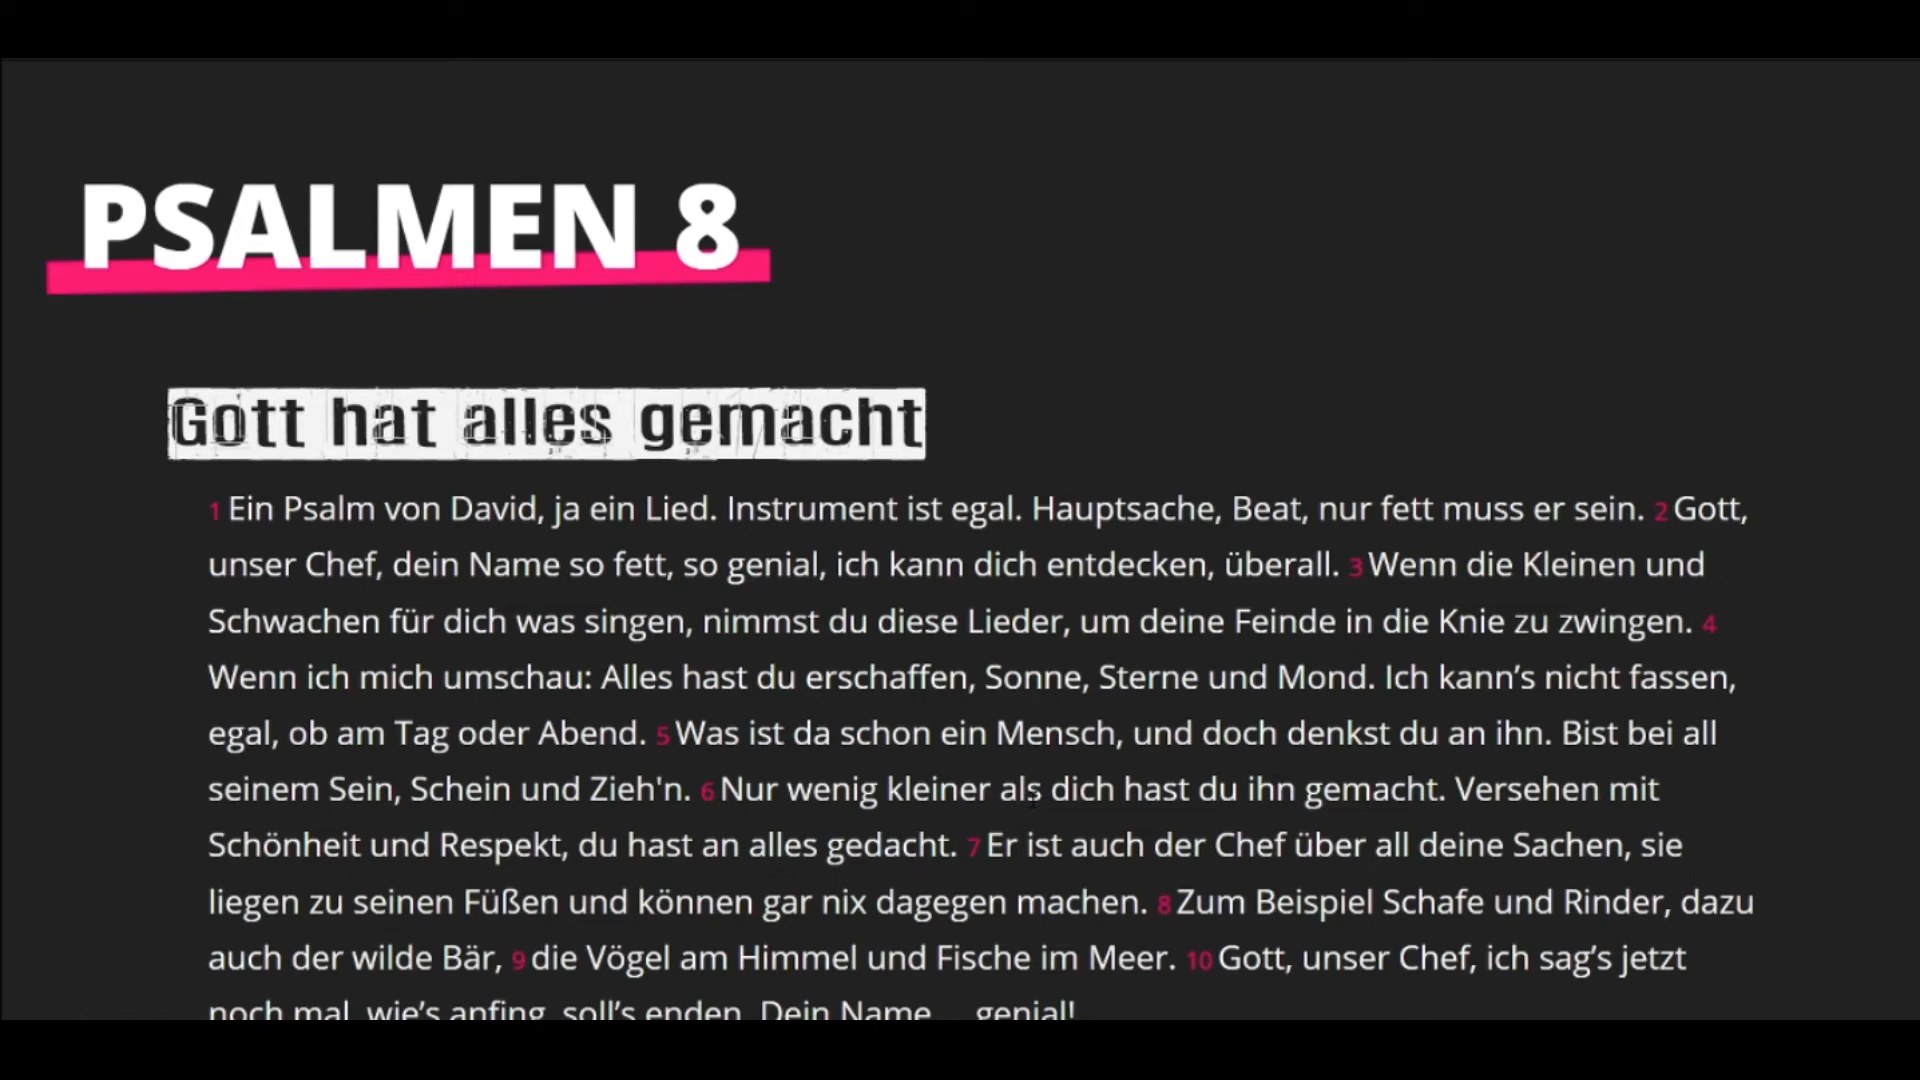 PSALMEN 8
Gott hat alles gemacht
1 Ein Psalm von David, ja ein Lied. Instrument ist egal. Hauptsache, Beat, nur fett muss er sein. 2 Gott,
unser Chef, dein Name so fett, so genial, ich kann dich entdecken, überall. 3 Wenn die Kleinen und
Schwachen für dich was singen, nimmst du diese Lieder, um deine Feinde in die Knie zu zwingen. 4
Wenn ich mich umschau: Alles hast du erschaffen, Sonne, Sterne und Mond. Ich kann’s nicht fassen,
egal, ob am Tag oder Abend. 5 Was ist da schon ein Mensch, und doch denkst du an ihn. Bist bei all
seinem Sein, Schein und Zieh'n. 6 Nur wenig kleiner als dich hast du ihn gemacht. Versehen mit
Schönheit und Respekt, du hast an alles gedacht. 7 Er ist auch der Chef über all deine Sachen, sie
liegen zu seinen Füßen und können gar nix dagegen machen. 8 Zum Beispiel Schafe und Rinder, dazu
auch der wilde Bär, 9 die Vögel am Himmel und Fische im Meer. 10 Gott, unser Chef, ich sag’s jetzt
noch mal, wie’s anfing, soll’s enden. Dein Name ... genial!